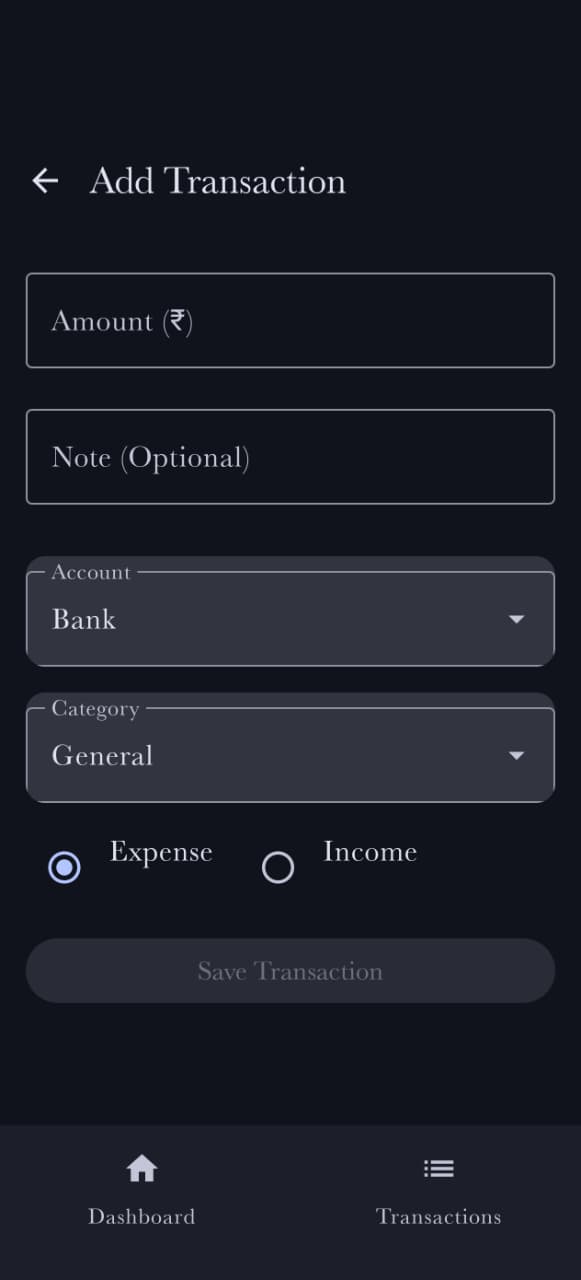 Add Transaction
Amount (₹)
Note (Optional)
Account
Bank
Category
General
Expense Income
Save Transaction
Dashboard Transactions